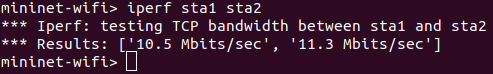 mininet-wifi> iperf sta1 sta2
*** Iperf: testing TCP bandwidth between sta1 and sta2
*** Results: ['10.5 Mbits/sec', '11.3 Mbits/sec']
mininet-wifi>